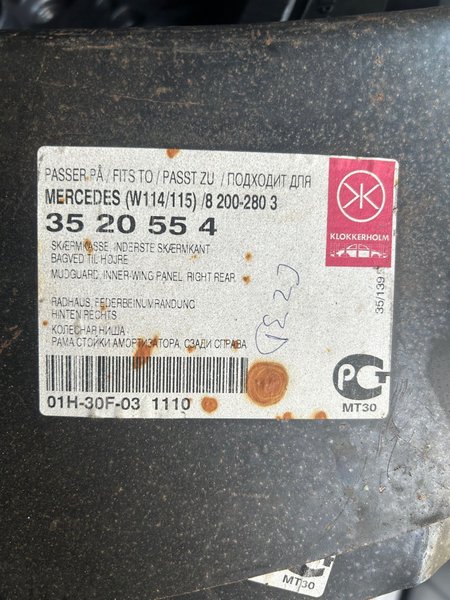 PASSER PÅ / FITS TO / PASST ZU / ПОДХОДИТ ДЛЯ
MERCEDES (W114/115) /8 200-280 3
35 20 55 4
SKÆRMKASSE, INDERSTE SKÆRMKANT
BAGVED TIL HØJRE
MUDGUARD, INNER-WING PANEL, RIGHT REAR
RADHAUS, FEDERBEINUMRANDUNG
HINTEN RECHTS
КОЛЕСНАЯ НИША
РАМА СТОЙКИ АМОРТИЗАТОРА, СЗАДИ СПРАВА
01H-30F-03 1110
KLOKKERHOLM
35/139
РСТ
MT30
MT30